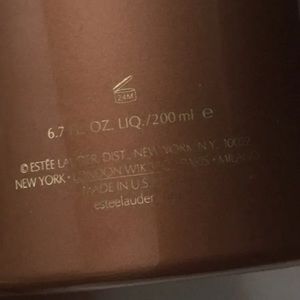 24M
6.7 FL OZ. LIQ./200 ml ℮
© ESTÉE LAUDER, DIST., NEW YORK, N.Y., 10022
NEW YORK • LONDON W1K • PARIS • MILANO
MADE IN U.S.
esteelauder